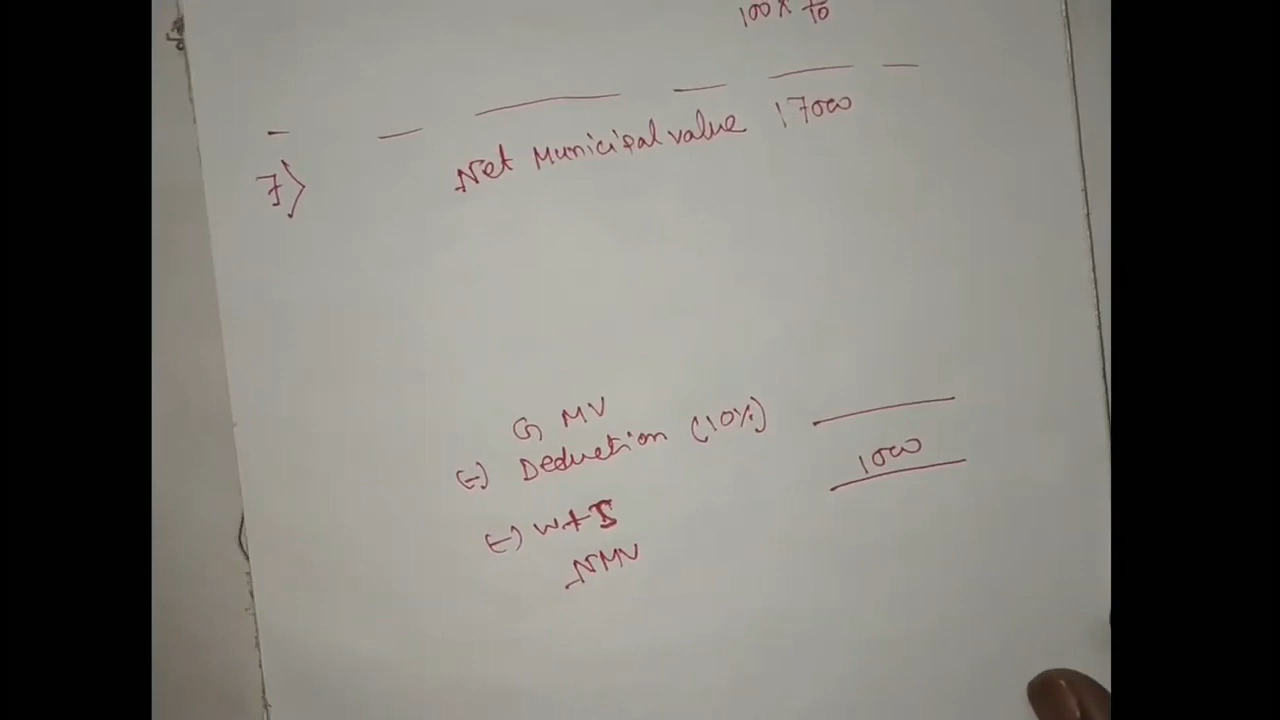 100 x /10
7) Net Municipal value 17000
G MV
(-) Deduction (10%)
1000
(-) W+S
NMV